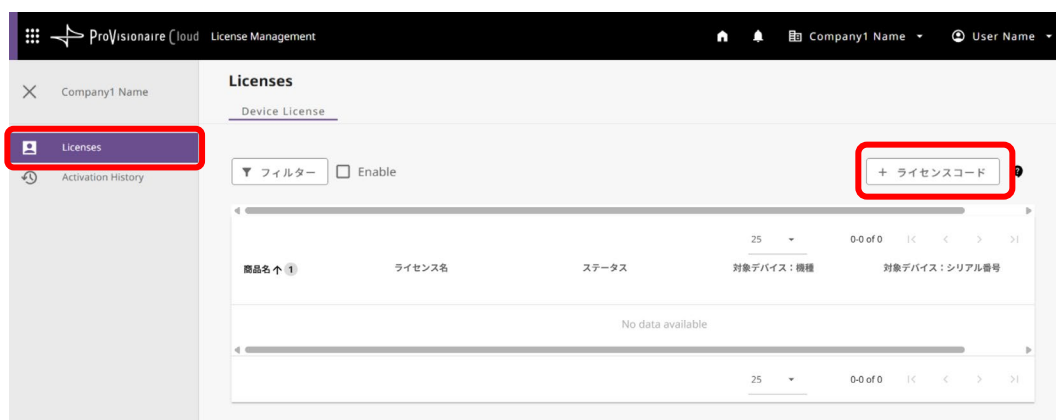 ProVisionaire Cloud License Management Company1 Name User Name
Company1 Name
Licenses
Device License
Licenses
Activation History
フィルター Enable + ライセンスコード ?
25 0-0 of 0
商品名 ↑ 1 ライセンス名 ステータス 対象デバイス：機種 対象デバイス：シリアル番号
No data available
25 0-0 of 0